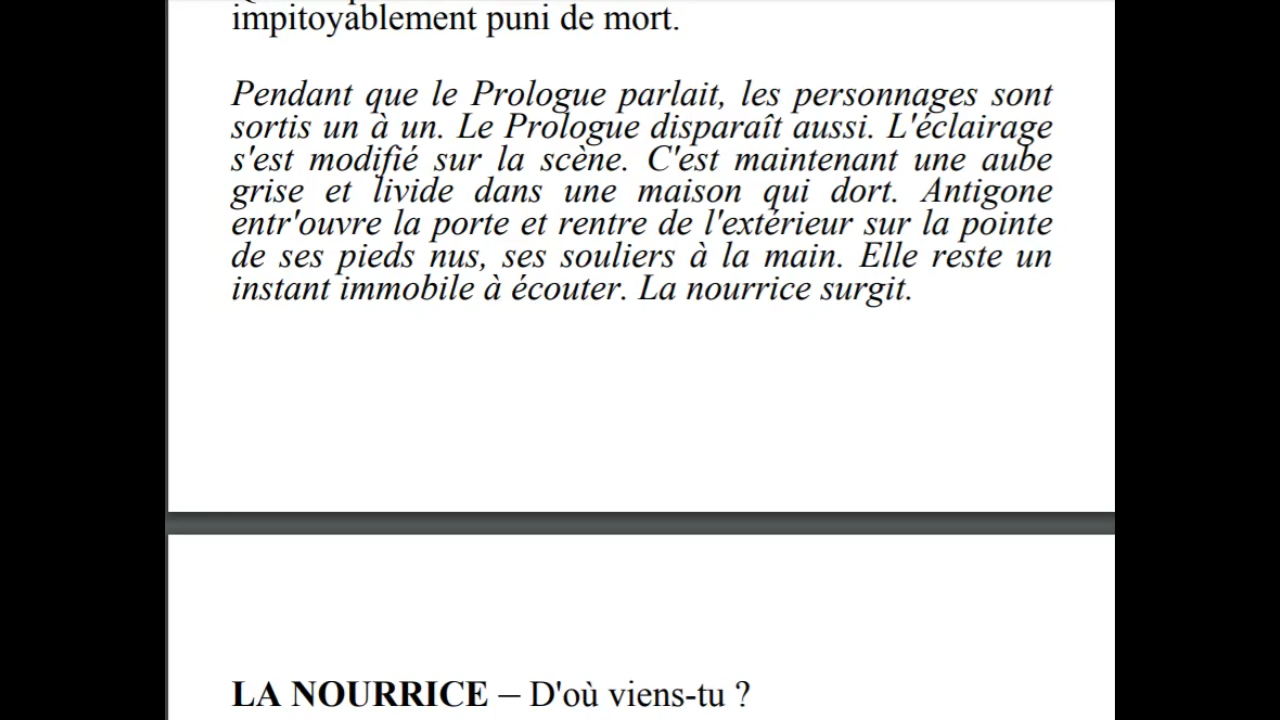 impitoyablement puni de mort.
Pendant que le Prologue parlait, les personnages sont
sortis un à un. Le Prologue disparaît aussi. L'éclairage
s'est modifié sur la scène. C'est maintenant une aube
grise et livide dans une maison qui dort. Antigone
entr'ouvre la porte et rentre de l'extérieur sur la pointe
de ses pieds nus, ses souliers à la main. Elle reste un
instant immobile à écouter. La nourrice surgit.
LA NOURRICE – D'où viens-tu ?